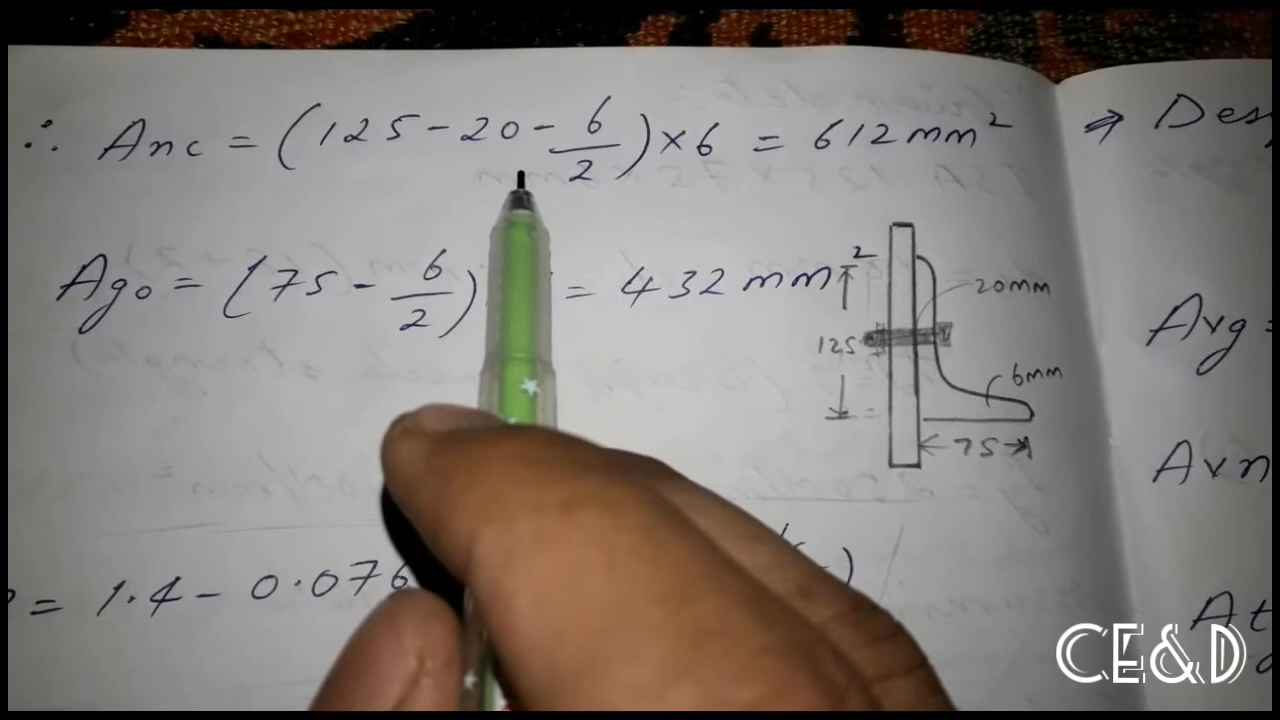 ∴ Anc = (125 - 20 - 6/2) × 6 = 612 mm² ⇒ Des
Ago = (75 - 6/2) = 432 mm²
20mm
125
6mm
75
Avg =
Avn
= 1.4 - 0.076
At
CE&D